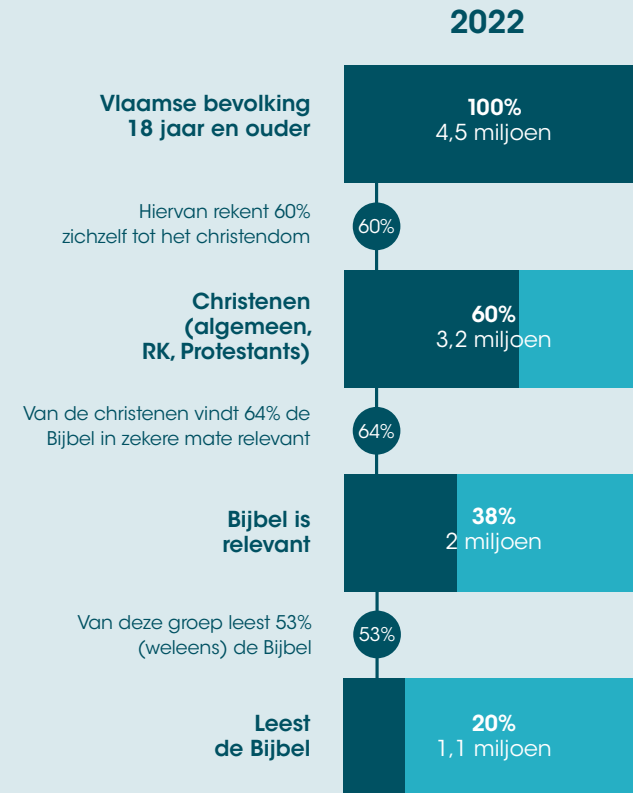 2022
Vlaamse bevolking
18 jaar en ouder
100%
4,5 miljoen
Hiervan rekent 60%
zichzelf tot het christendom
60%
Christenen
(algemeen,
RK, Protestants)
60%
3,2 miljoen
Van de christenen vindt 64% de
Bijbel in zekere mate relevant
64%
Bijbel is
relevant
38%
2 miljoen
Van deze groep leest 53%
(weleens) de Bijbel
53%
Leest
de Bijbel
20%
1,1 miljoen